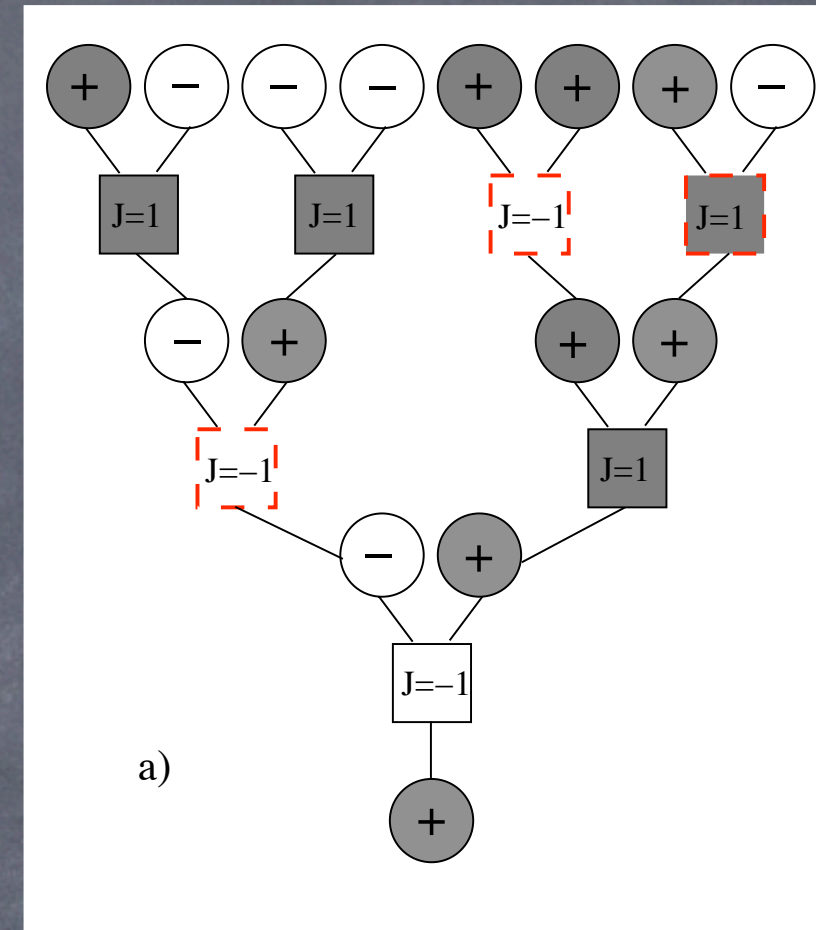 + − − − + + + −
J=1 J=1 J=−1 J=1
− + + +
J=−1 J=1
− +
J=−1
a)
+